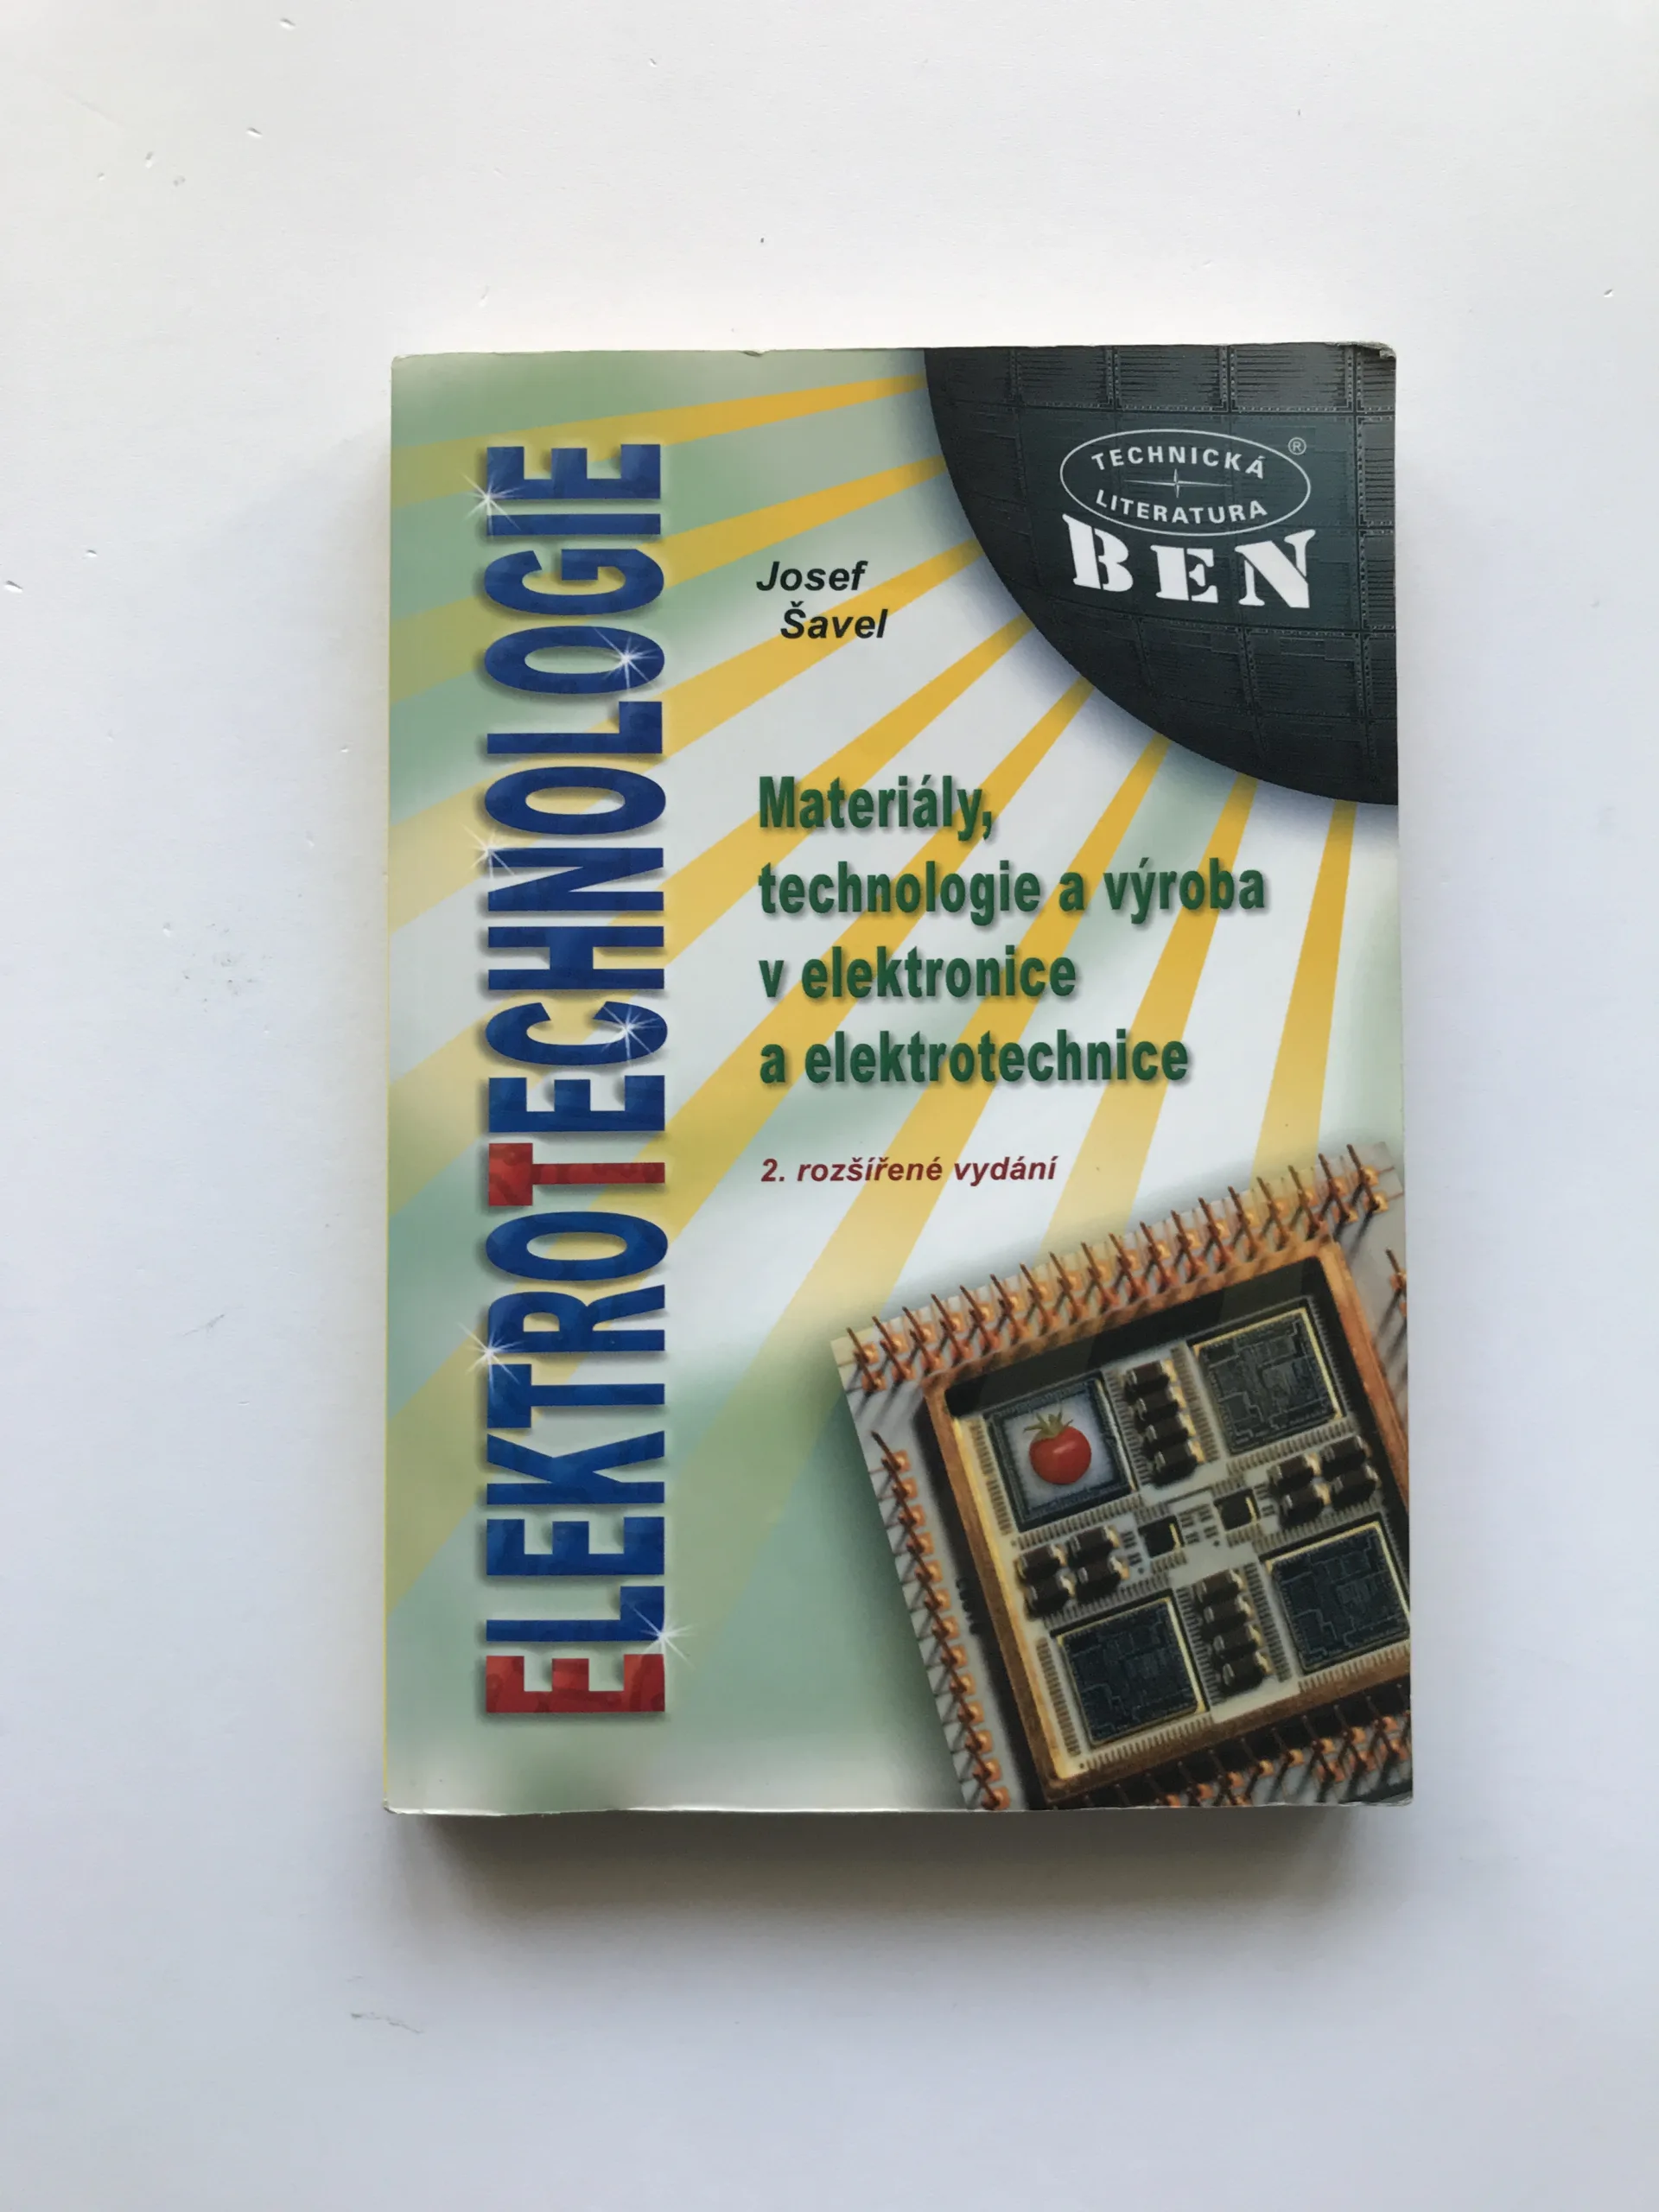 ELEKTROTECHNOLOGIE
TECHNICKÁ ®
LITERATURA
BEN
Josef
Šavel
Materiály,
technologie a výroba
v elektronice
a elektrotechnice
2. rozšířené vydání